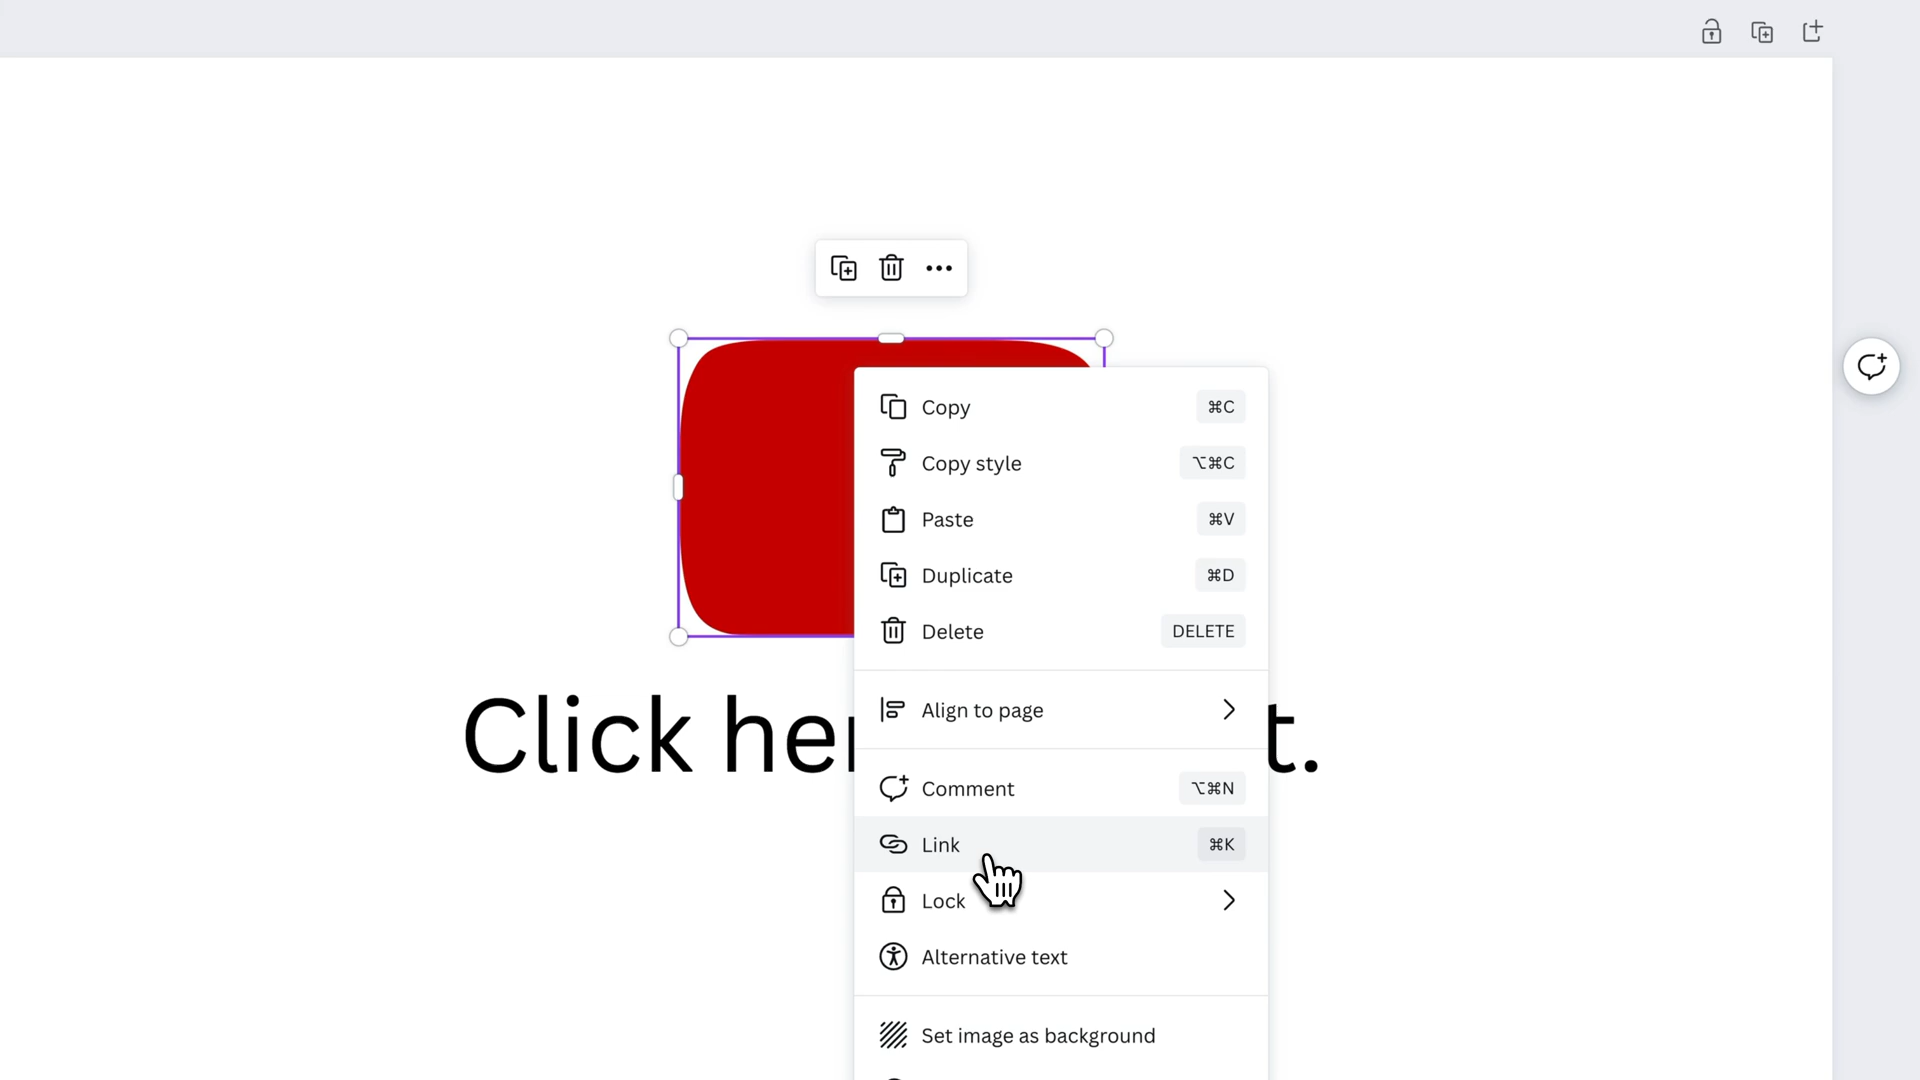 Copy ⌘C
Copy style ⌥⌘C
Paste ⌘V
Duplicate ⌘D
Delete DELETE
Click her t.
Align to page
Comment ⌥⌘N
Link ⌘K
Lock
Alternative text
Set image as background